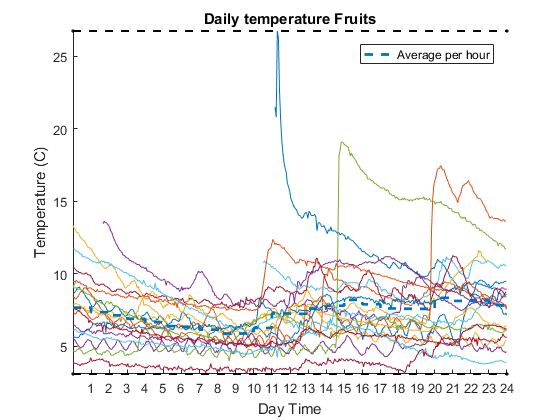 Daily temperature Fruits
Average per hour
25
20
15
10
5
Temperature (C)
1 2 3 4 5 6 7 8 9 10 11 12 13 14 15 16 17 18 19 20 21 22 23 24
Day Time